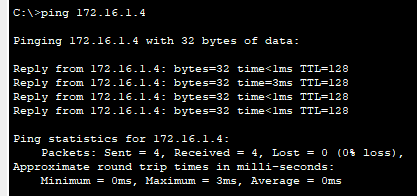 C:\>ping 172.16.1.4
Pinging 172.16.1.4 with 32 bytes of data:
Reply from 172.16.1.4: bytes=32 time<1ms TTL=128
Reply from 172.16.1.4: bytes=32 time=3ms TTL=128
Reply from 172.16.1.4: bytes=32 time<1ms TTL=128
Reply from 172.16.1.4: bytes=32 time<1ms TTL=128
Ping statistics for 172.16.1.4:
Packets: Sent = 4, Received = 4, Lost = 0 (0% loss),
Approximate round trip times in milli-seconds:
Minimum = 0ms, Maximum = 3ms, Average = 0ms